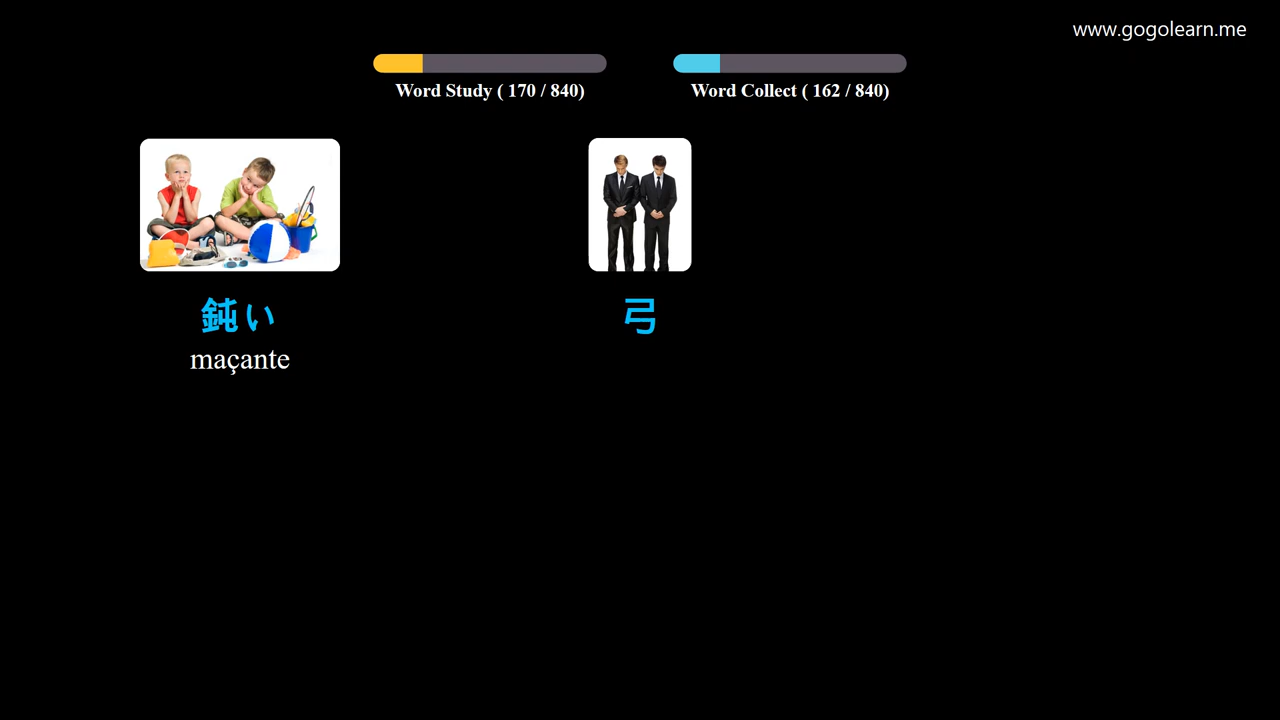 www.gogolearn.me
Word Study ( 170 / 840)
Word Collect ( 162 / 840)
鈍い
弓
maçante